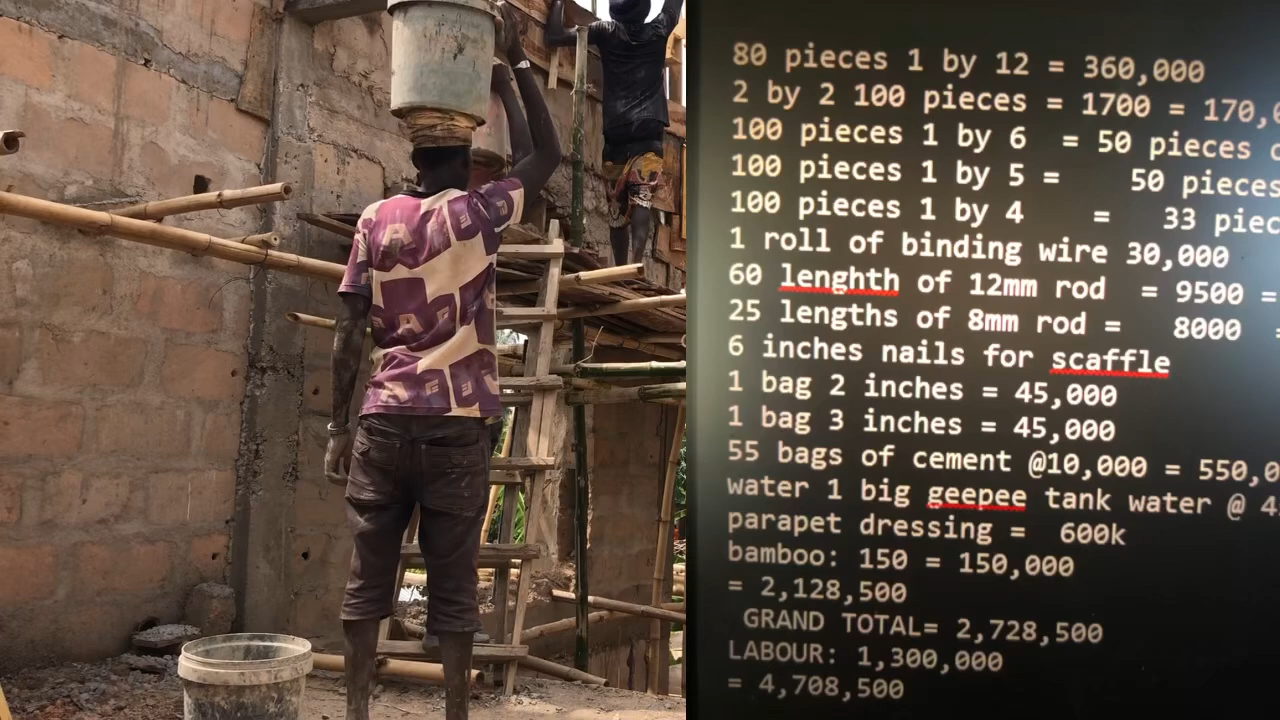 80 pieces 1 by 12 = 360,000
2 by 2 100 pieces = 1700 = 170,
100 pieces 1 by 6 = 50 pieces
100 pieces 1 by 5 = 50 pieces
100 pieces 1 by 4 = 33
1 roll of binding wire 30,000
60 lenghth of 12mm rod = 9500 =
25 lengths of 8mm rod = 8000 =
6 inches nails for scaffle
1 bag 2 inches = 45,000
1 bag 3 inches = 45,000
55 bags of cement @10,000 = 550,0
water 1 big geepee tank water @ 4
parapet dressing = 600k
bamboo: 150 = 150,000
= 2,128,500
GRAND TOTAL= 2,728,500
LABOUR: 1,300,000
= 4,708,500